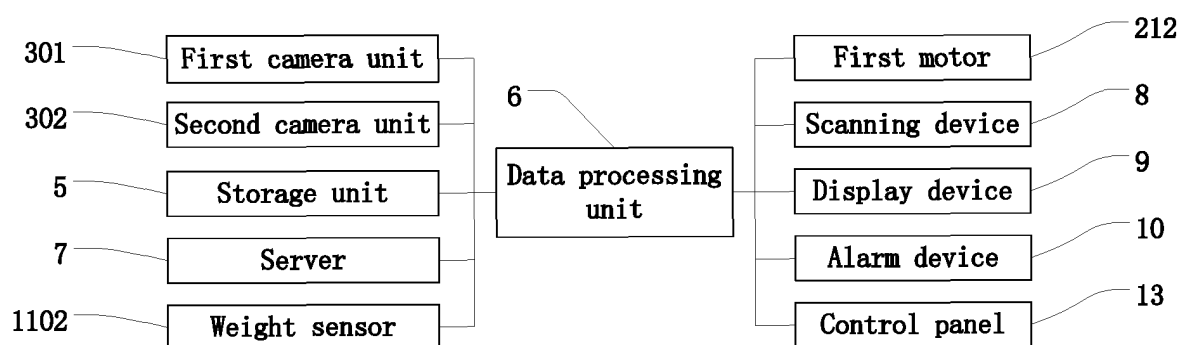 301
First camera unit
302
Second camera unit
5
Storage unit
7
Server
1102
Weight sensor
6
Data processing
unit
212
First motor
8
Scanning device
9
Display device
10
Alarm device
13
Control panel